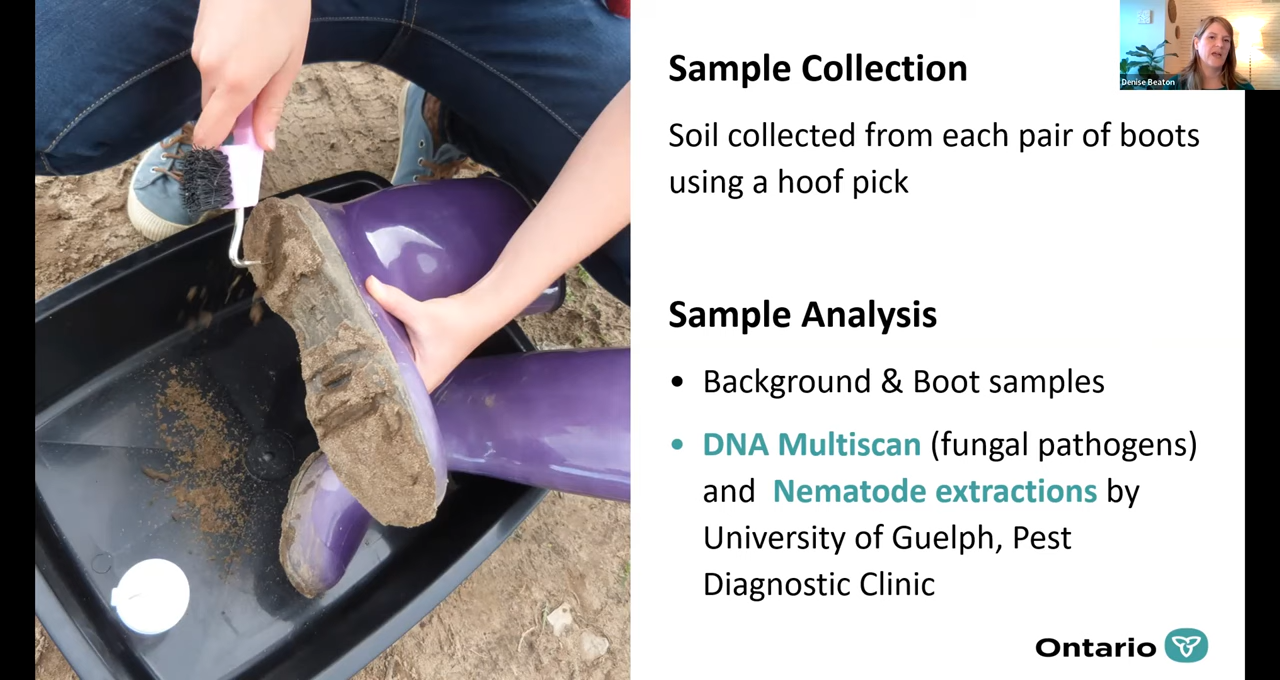 Sample Collection
Denise Beaton
Soil collected from each pair of boots
using a hoof pick
Sample Analysis
• Background & Boot samples
• DNA Multiscan (fungal pathogens)
and Nematode extractions by
University of Guelph, Pest
Diagnostic Clinic
Ontario